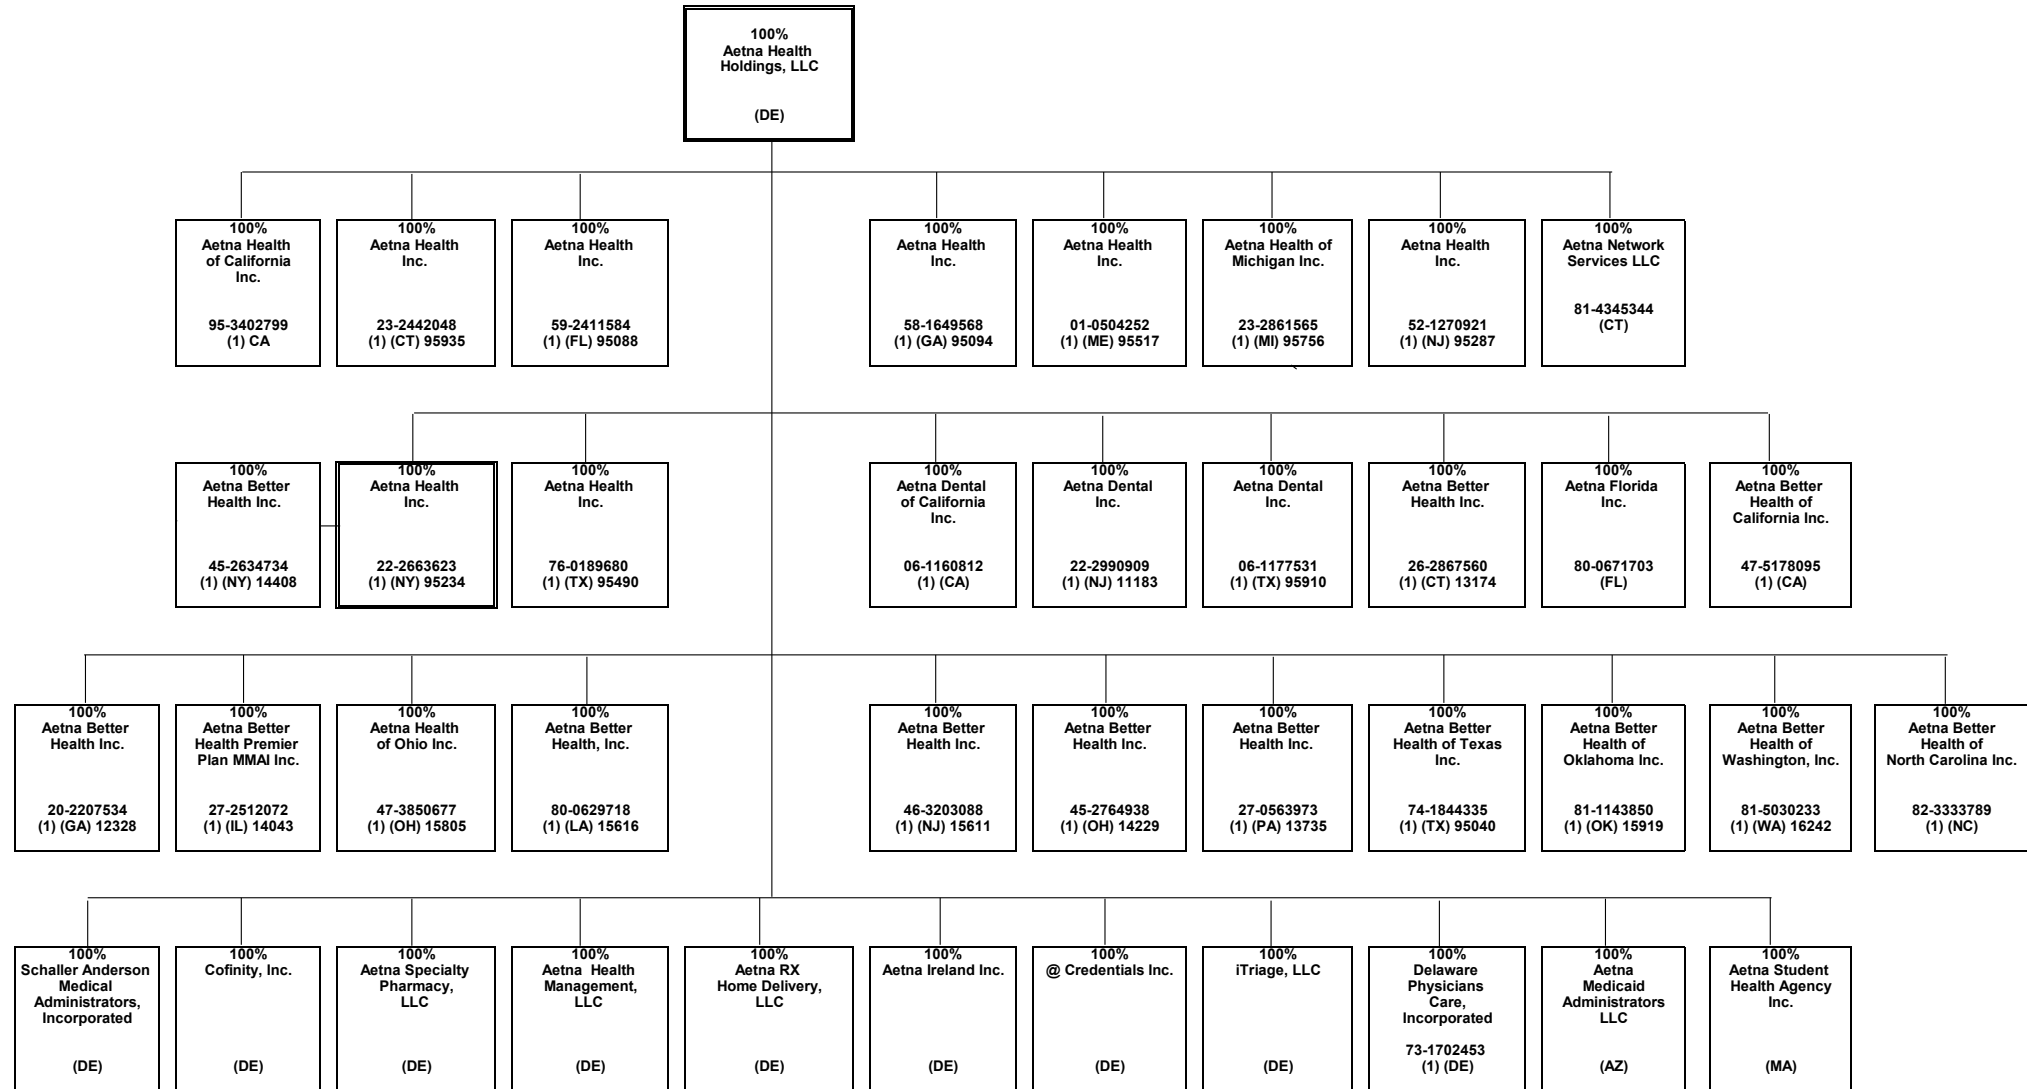 100%
Aetna Health
Holdings, LLC
(DE)
100%
Aetna Health
of California
Inc.
95-3402799
(1) CA
100%
Aetna Health
Inc.
23-2442048
(1) (CT) 95935
100%
Aetna Health
Inc.
59-2411584
(1) (FL) 95088
100%
Aetna Health
Inc.
58-1649568
(1) (GA) 95094
100%
Aetna Health
Inc.
01-0504252
(1) (ME) 95517
100%
Aetna Health of
Michigan Inc.
23-2861565
(1) (MI) 95756
100%
Aetna Health
Inc.
52-1270921
(1) (NJ) 95287
100%
Aetna Network
Services LLC
81-4345344
(CT)
100%
Aetna Better
Health Inc.
45-2634734
(1) (NY) 14408
100%
Aetna Health
Inc.
22-2663623
(1) (NY) 95234
100%
Aetna Health
Inc.
76-0189680
(1) (TX) 95490
100%
Aetna Dental
of California
Inc.
06-1160812
(1) (CA)
100%
Aetna Dental
Inc.
22-2990909
(1) (NJ) 11183
100%
Aetna Dental
Inc.
06-1177531
(1) (TX) 95910
100%
Aetna Better
Health Inc.
26-2867560
(1) (CT) 13174
100%
Aetna Florida
Inc.
80-0671703
(FL)
100%
Aetna Better
Health of
California Inc.
47-5178095
(1) (CA)
100%
Aetna Better
Health Inc.
20-2207534
(1) (GA) 12328
100%
Aetna Better
Health Premier
Plan MMAI Inc.
27-2512072
(1) (IL) 14043
100%
Aetna Health
of Ohio Inc.
47-3850677
(1) (OH) 15805
100%
Aetna Better
Health, Inc.
80-0629718
(1) (LA) 15616
100%
Aetna Better
Health Inc.
46-3203088
(1) (NJ) 15611
100%
Aetna Better
Health Inc.
45-2764938
(1) (OH) 14229
100%
Aetna Better
Health Inc.
27-0563973
(1) (PA) 13735
100%
Aetna Better
Health of Texas
Inc.
74-1844335
(1) (TX) 95040
100%
Aetna Better
Health of
Oklahoma Inc.
81-1143850
(1) (OK) 15919
100%
Aetna Better
Health of
Washington, Inc.
81-5030233
(1) (WA) 16242
100%
Aetna Better
Health of
North Carolina Inc.
82-3333789
(1) (NC)
100%
Schaller Anderson
Medical
Administrators,
Incorporated
(DE)
100%
Cofinity, Inc.
(DE)
100%
Aetna Specialty
Pharmacy,
LLC
(DE)
100%
Aetna Health
Management,
LLC
(DE)
100%
Aetna RX
Home Delivery,
LLC
(DE)
100%
Aetna Ireland Inc.
(DE)
100%
@ Credentials Inc.
(DE)
100%
iTriage, LLC
(DE)
100%
Delaware
Physicians
Care,
Incorporated
73-1702453
(1) (DE)
100%
Aetna
Medicaid
Administrators
LLC
(AZ)
100%
Aetna Student
Health Agency
Inc.
(MA)